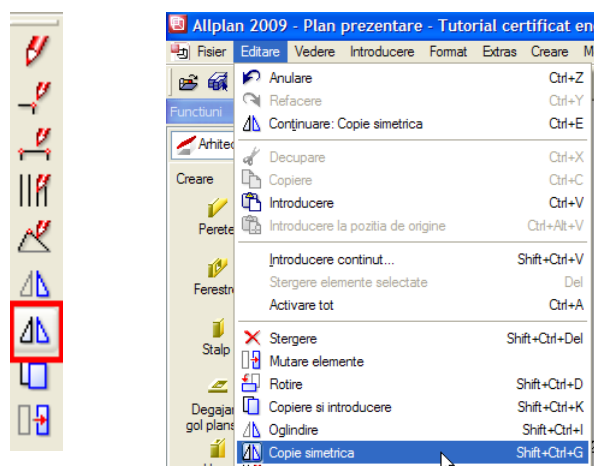 Allplan 2009 - Plan prezentare - Tutorial certificat en
Fisier Editare Vedere Introducere Format Extras Creare M
Functiuni
Arhitec
Creare
Perete
Ferestre
Stalp
Degajar
gol plans
Anulare Ctrl+Z
Refacere Ctrl+Y
Continuare: Copie simetrica Ctrl+E
Decupare Ctrl+X
Copiere Ctrl+C
Introducere Ctrl+V
Introducere la pozitia de origine Ctrl+Alt+V
Introducere continut... Shift+Ctrl+V
Stergere elemente selectate Del
Activare tot Ctrl+A
Stergere Shift+Ctrl+Del
Mutare elemente
Rotire Shift+Ctrl+D
Copiere si introducere Shift+Ctrl+K
Oglindire Shift+Ctrl+I
Copie simetrica Shift+Ctrl+G